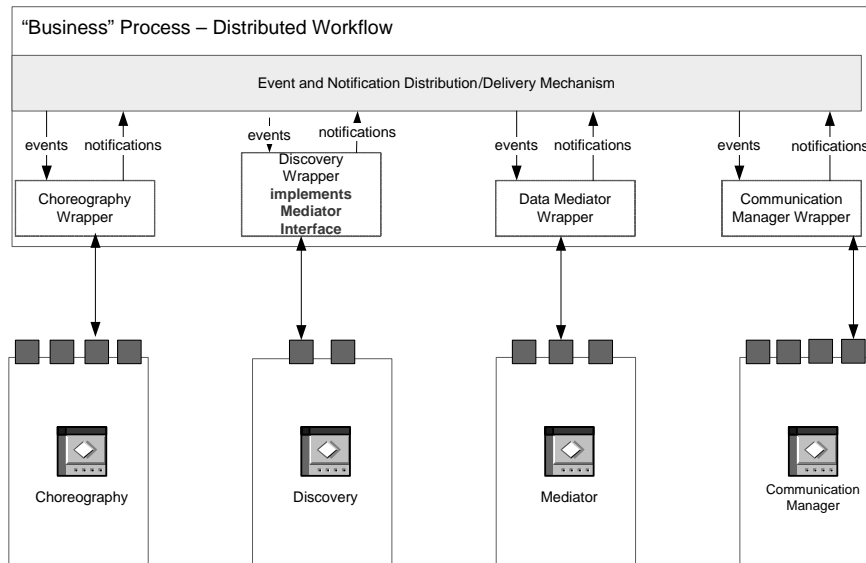 “Business” Process – Distributed Workflow
Event and Notification Distribution/Delivery Mechanism
events
notifications
events
notifications
events
notifications
events
notifications
Choreography
Wrapper
Discovery
Wrapper
implements
Mediator
Interface
Data Mediator
Wrapper
Communication
Manager Wrapper
Choreography
Discovery
Mediator
Communication
Manager